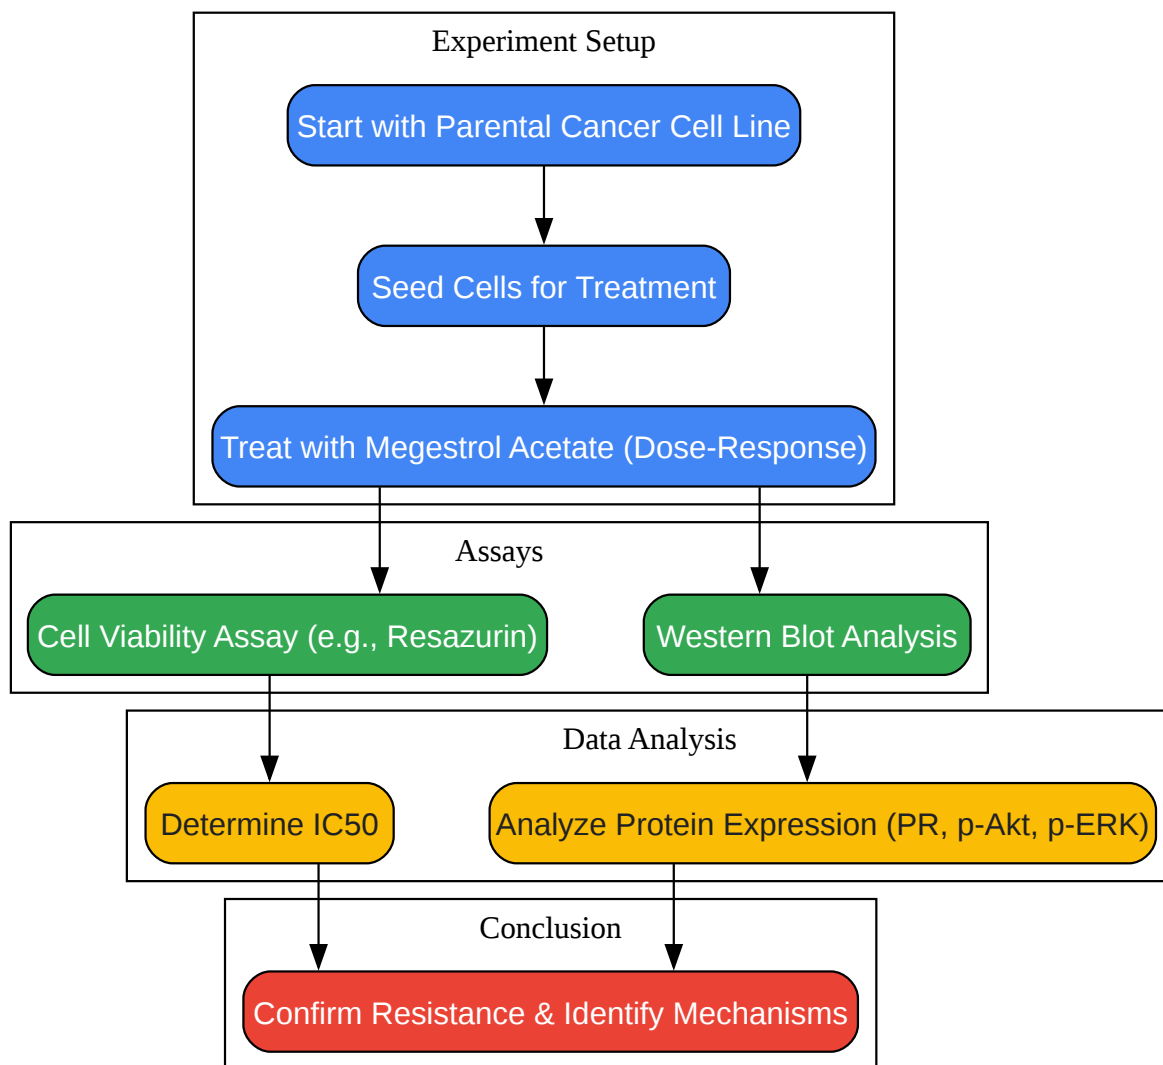 Experiment Setup
Start with Parental Cancer Cell Line
Seed Cells for Treatment
Treat with Megestrol Acetate (Dose-Response)
Assays
Cell Viability Assay (e.g., Resazurin)
Western Blot Analysis
Data Analysis
Determine IC50
Analyze Protein Expression (PR, p-Akt, p-ERK)
Conclusion
Confirm Resistance & Identify Mechanisms